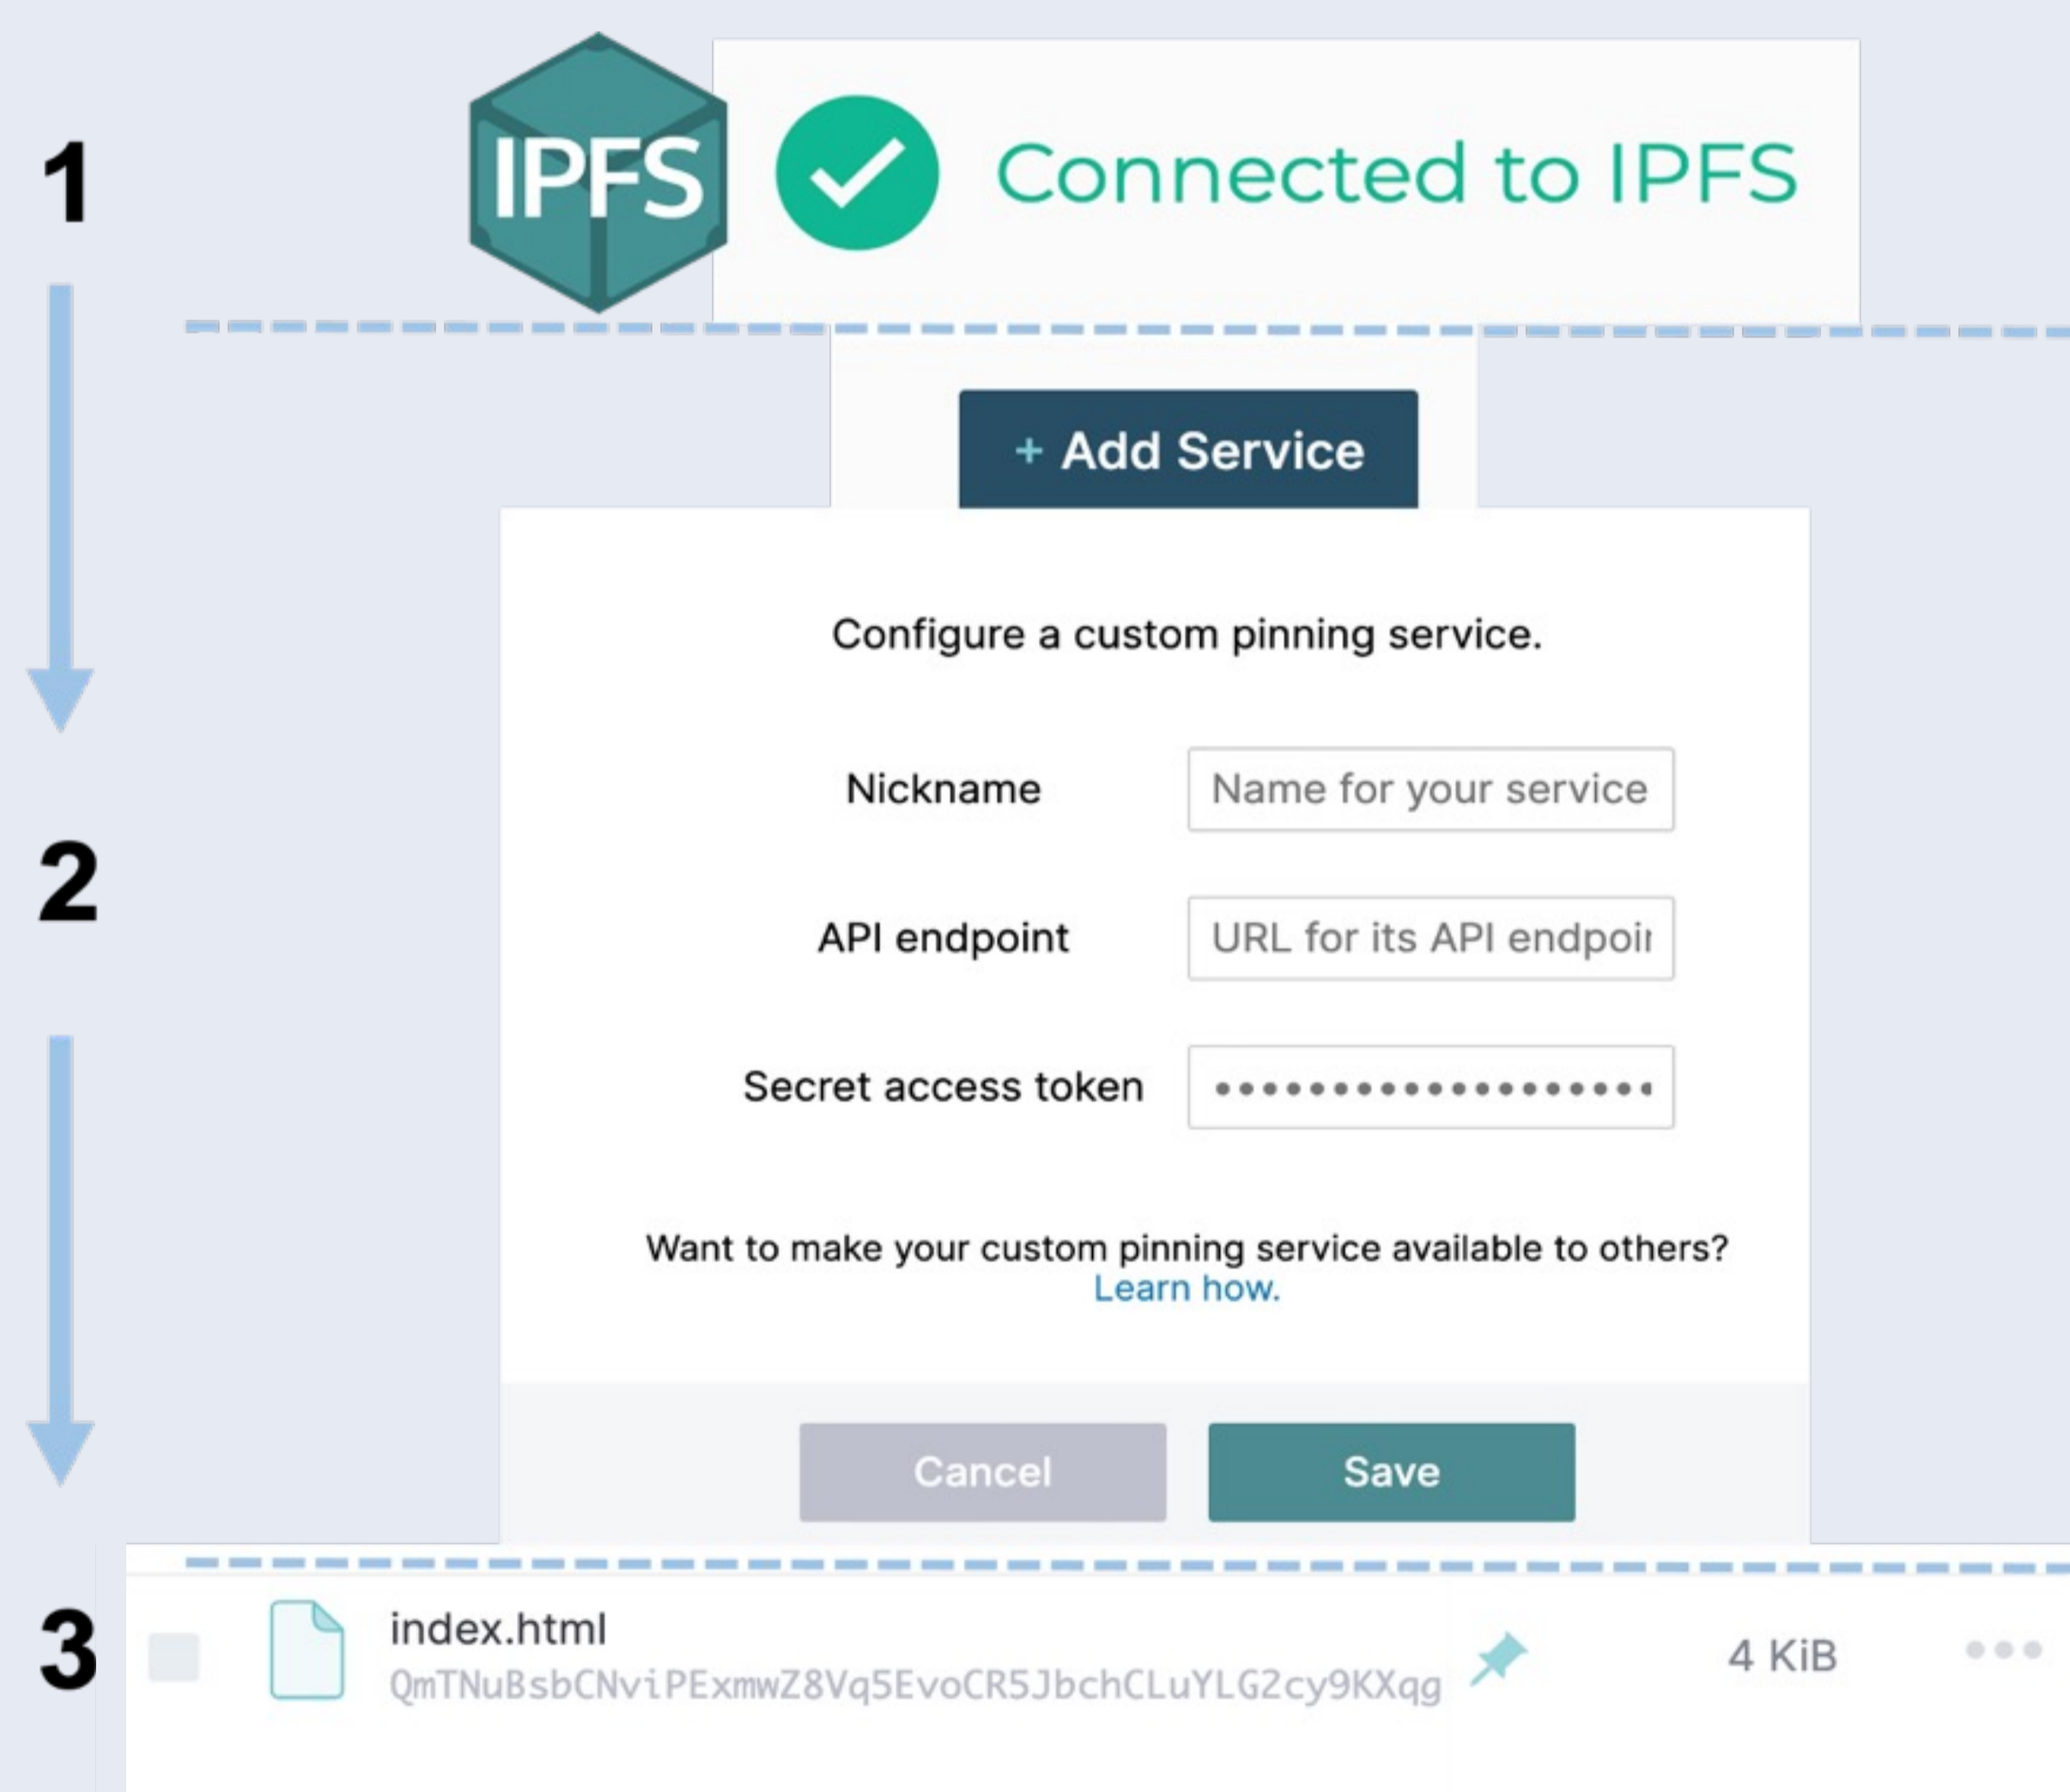 1
IPFS
Connected to IPFS
+ Add Service
Configure a custom pinning service.
Nickname
Name for your service
2
API endpoint
URL for its API endpoin
Secret access token
Want to make your custom pinning service available to others?
Learn how.
Cancel
Save
3
index.html
QmTNuBsbCNviPExmwZ8Vq5EvoCR5JbchCLuYLG2cy9KXqg
4 KiB